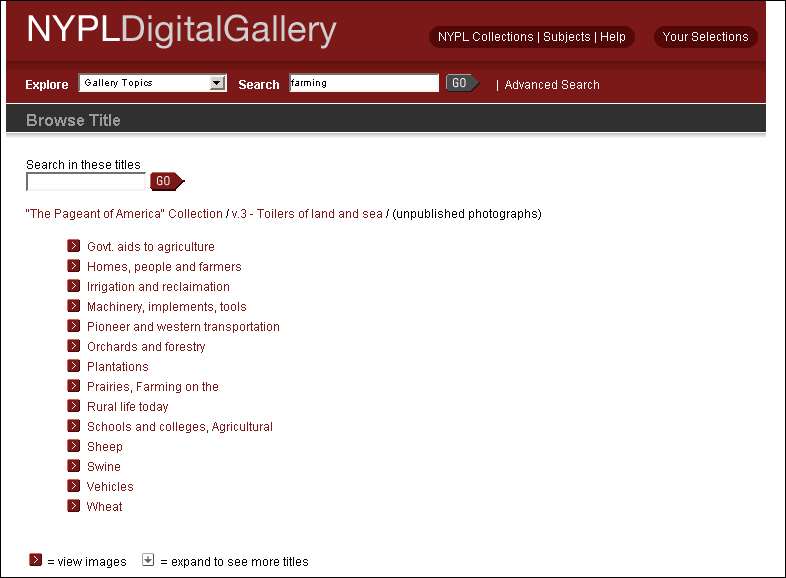 NYPLDigitalGallery
NYPL Collections | Subjects | Help
Your Selections
Explore Gallery Topics Search farming GO | Advanced Search
Browse Title
Search in these titles
GO
"The Pageant of America" Collection / v.3 - Toilers of land and sea / (unpublished photographs)
Govt. aids to agriculture
Homes, people and farmers
Irrigation and reclaimation
Machinery, implements, tools
Pioneer and western transportation
Orchards and forestry
Plantations
Prairies, Farming on the
Rural life today
Schools and colleges, Agricultural
Sheep
Swine
Vehicles
Wheat
= view images = expand to see more titles